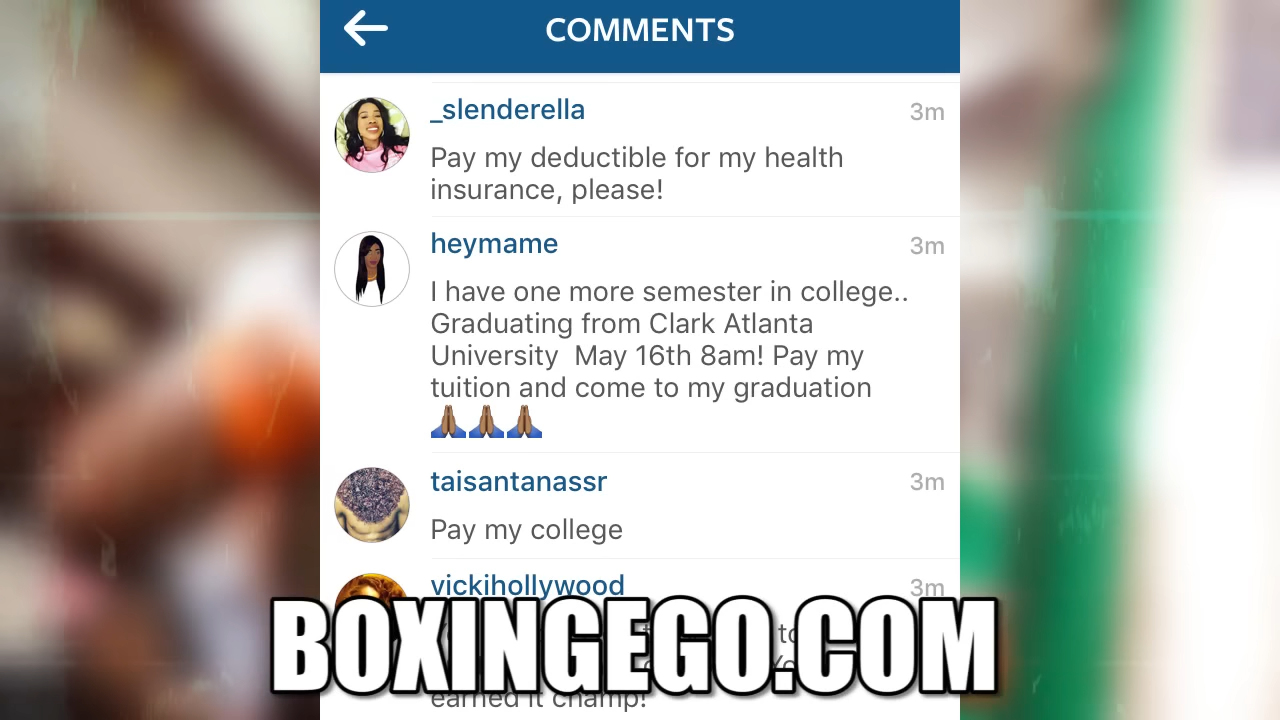 COMMENTS
_slenderella
3m
Pay my deductible for my health
insurance, please!
heymame
3m
I have one more semester in college..
Graduating from Clark Atlanta
University May 16th 8am! Pay my
tuition and come to my graduation
🙏🏾🙏🏾🙏🏾
taisantanassr
3m
Pay my college
vickihollywood
3m
BOXINGEGO.COM
earned it champ!